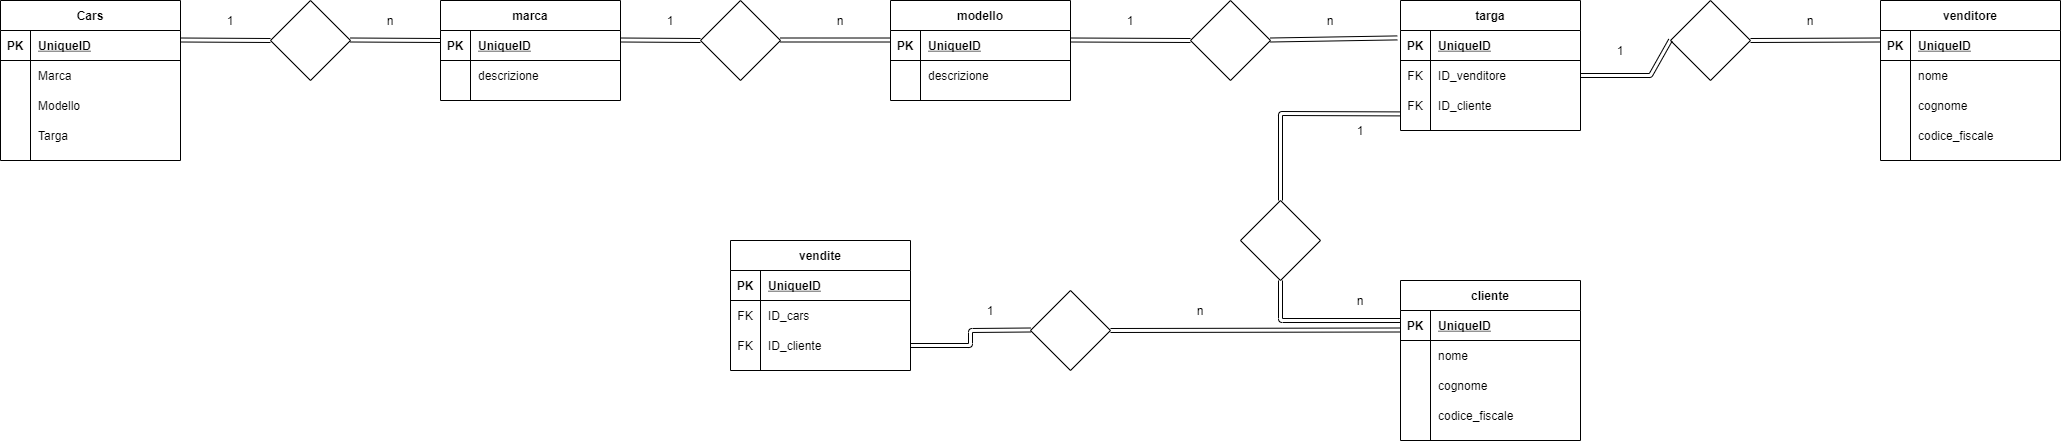 Cars
PK UniqueID
Marca
Modello
Targa
1
n
marca
PK UniqueID
descrizione
1
n
modello
PK UniqueID
descrizione
1
n
targa
PK UniqueID
FK ID_venditore
FK ID_cliente
1
n
venditore
PK UniqueID
nome
cognome
codice_fiscale
1
n
vendite
PK UniqueID
FK ID_cars
FK ID_cliente
1
n
cliente
PK UniqueID
nome
cognome
codice_fiscale